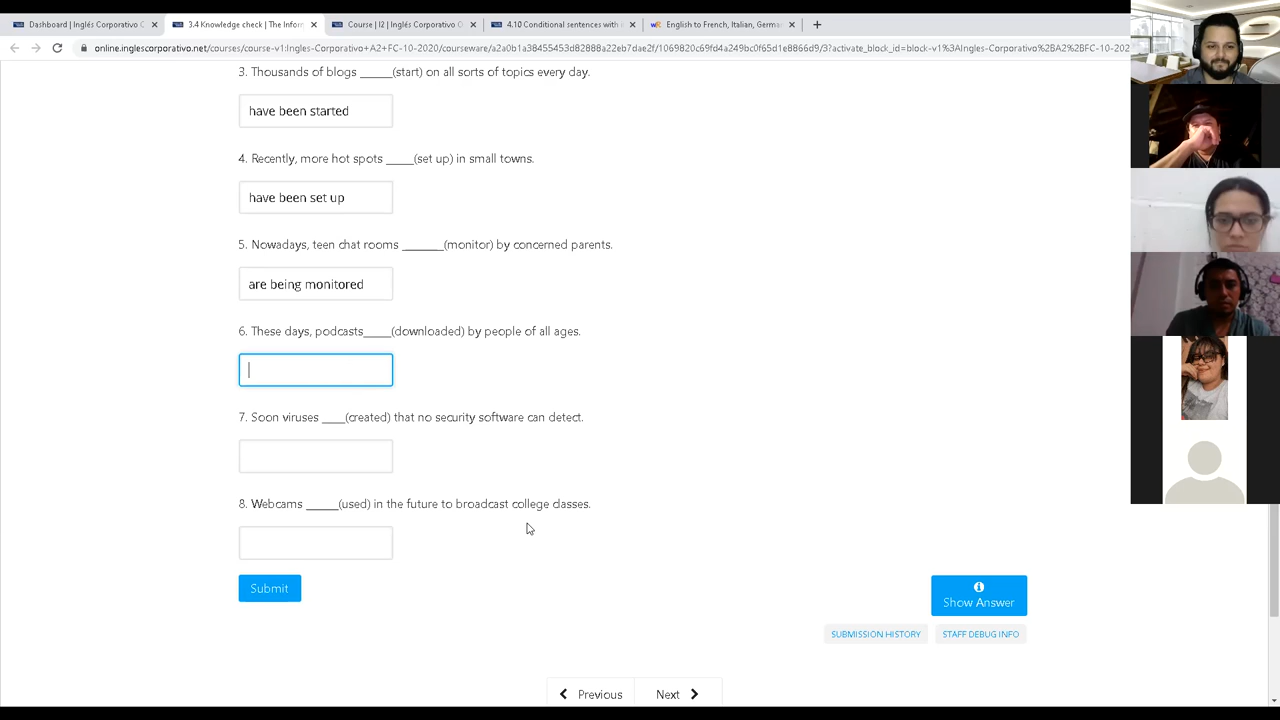 Dashboard | Inglés Corporativo
3.4 Knowledge check | The Inform
Course | I2 | Inglés Corporativo
4.10 Conditional sentences with
English to French, Italian, Germa
3. Thousands of blogs _____(start) on all sorts of topics every day.
have been started
4. Recently, more hot spots _____(set up) in small towns.
have been set up
5. Nowadays, teen chat rooms _______(monitor) by concerned parents.
are being monitored
6. These days, podcasts_____(downloaded) by people of all ages.
7. Soon viruses ____(created) that no security software can detect.
8. Webcams ______(used) in the future to broadcast college classes.
Submit
Show Answer
SUBMISSION HISTORY
STAFF DEBUG INFO
Previous
Next